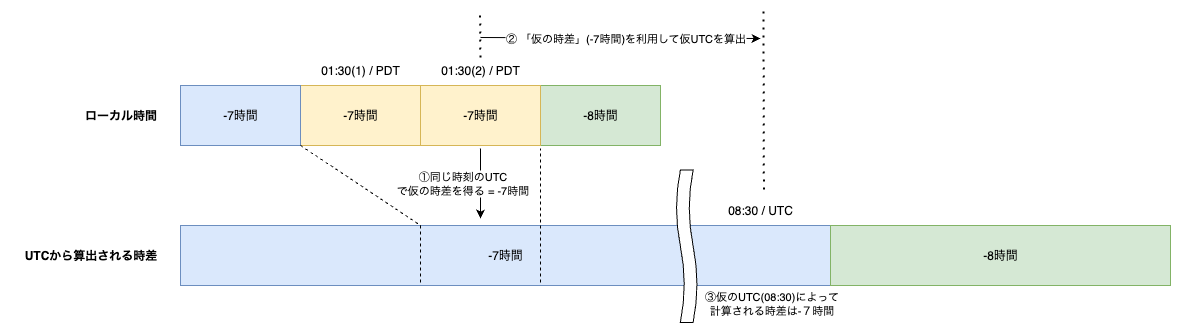 ② 「仮の時差」(-7時間)を利用して仮UTCを算出
01:30(1) / PDT
01:30(2) / PDT
ローカル時間
-7時間
-7時間
-7時間
-8時間
①同じ時刻のUTC
で仮の時差を得る = -7時間
08:30 / UTC
UTCから算出される時差
-7時間
-8時間
③仮のUTC(08:30)によって
計算される時差は-７時間